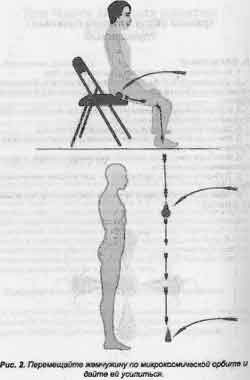 Рис. 2. Перемещайте жемчужину по микрокосмической орбите и
дайте ей усилиться.